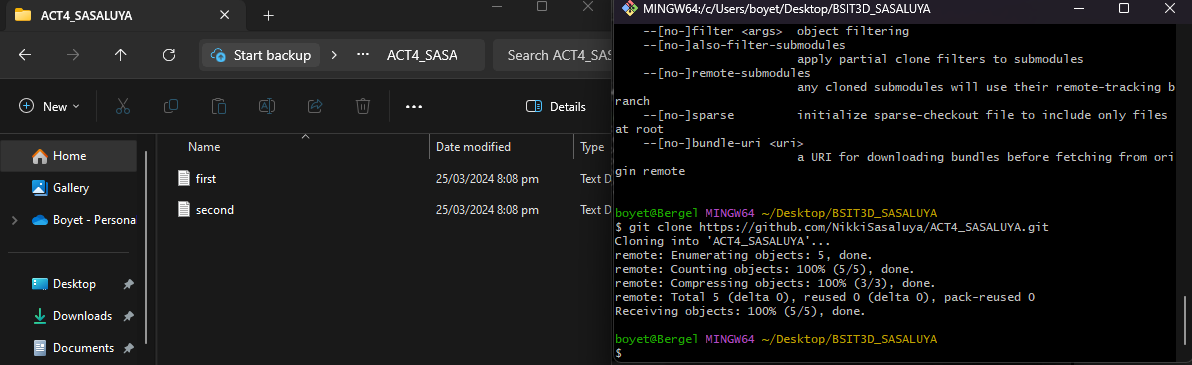 ACT4_SASALUYA
Start backup
ACT4_SASA
Search ACT4_SA
New
Details
Name
Date modified
Type
Home
Gallery
Boyet - Persona
Desktop
Downloads
Documents
first
25/03/2024 8:08 pm
Text D
second
25/03/2024 8:08 pm
Text D
MINGW64:/c/Users/boyet/Desktop/BSIT3D_SASALUYA
--[no-]filter <args>  object filtering
--[no-]also-filter-submodules
apply partial clone filters to submodules
--[no-]remote-submodules
any cloned submodules will use their remote-tracking b
ranch
--[no-]sparse         initialize sparse-checkout file to include only files
at root
--[no-]bundle-uri <uri>
a URI for downloading bundles before fetching from ori
gin remote
boyet@Bergel MINGW64 ~/Desktop/BSIT3D_SASALUYA
$ git clone https://github.com/NikkiSasaluya/ACT4_SASALUYA.git
Cloning into 'ACT4_SASALUYA'...
remote: Enumerating objects: 5, done.
remote: Counting objects: 100% (5/5), done.
remote: Compressing objects: 100% (3/3), done.
remote: Total 5 (delta 0), reused 0 (delta 0), pack-reused 0
Receiving objects: 100% (5/5), done.
boyet@Bergel MINGW64 ~/Desktop/BSIT3D_SASALUYA
$